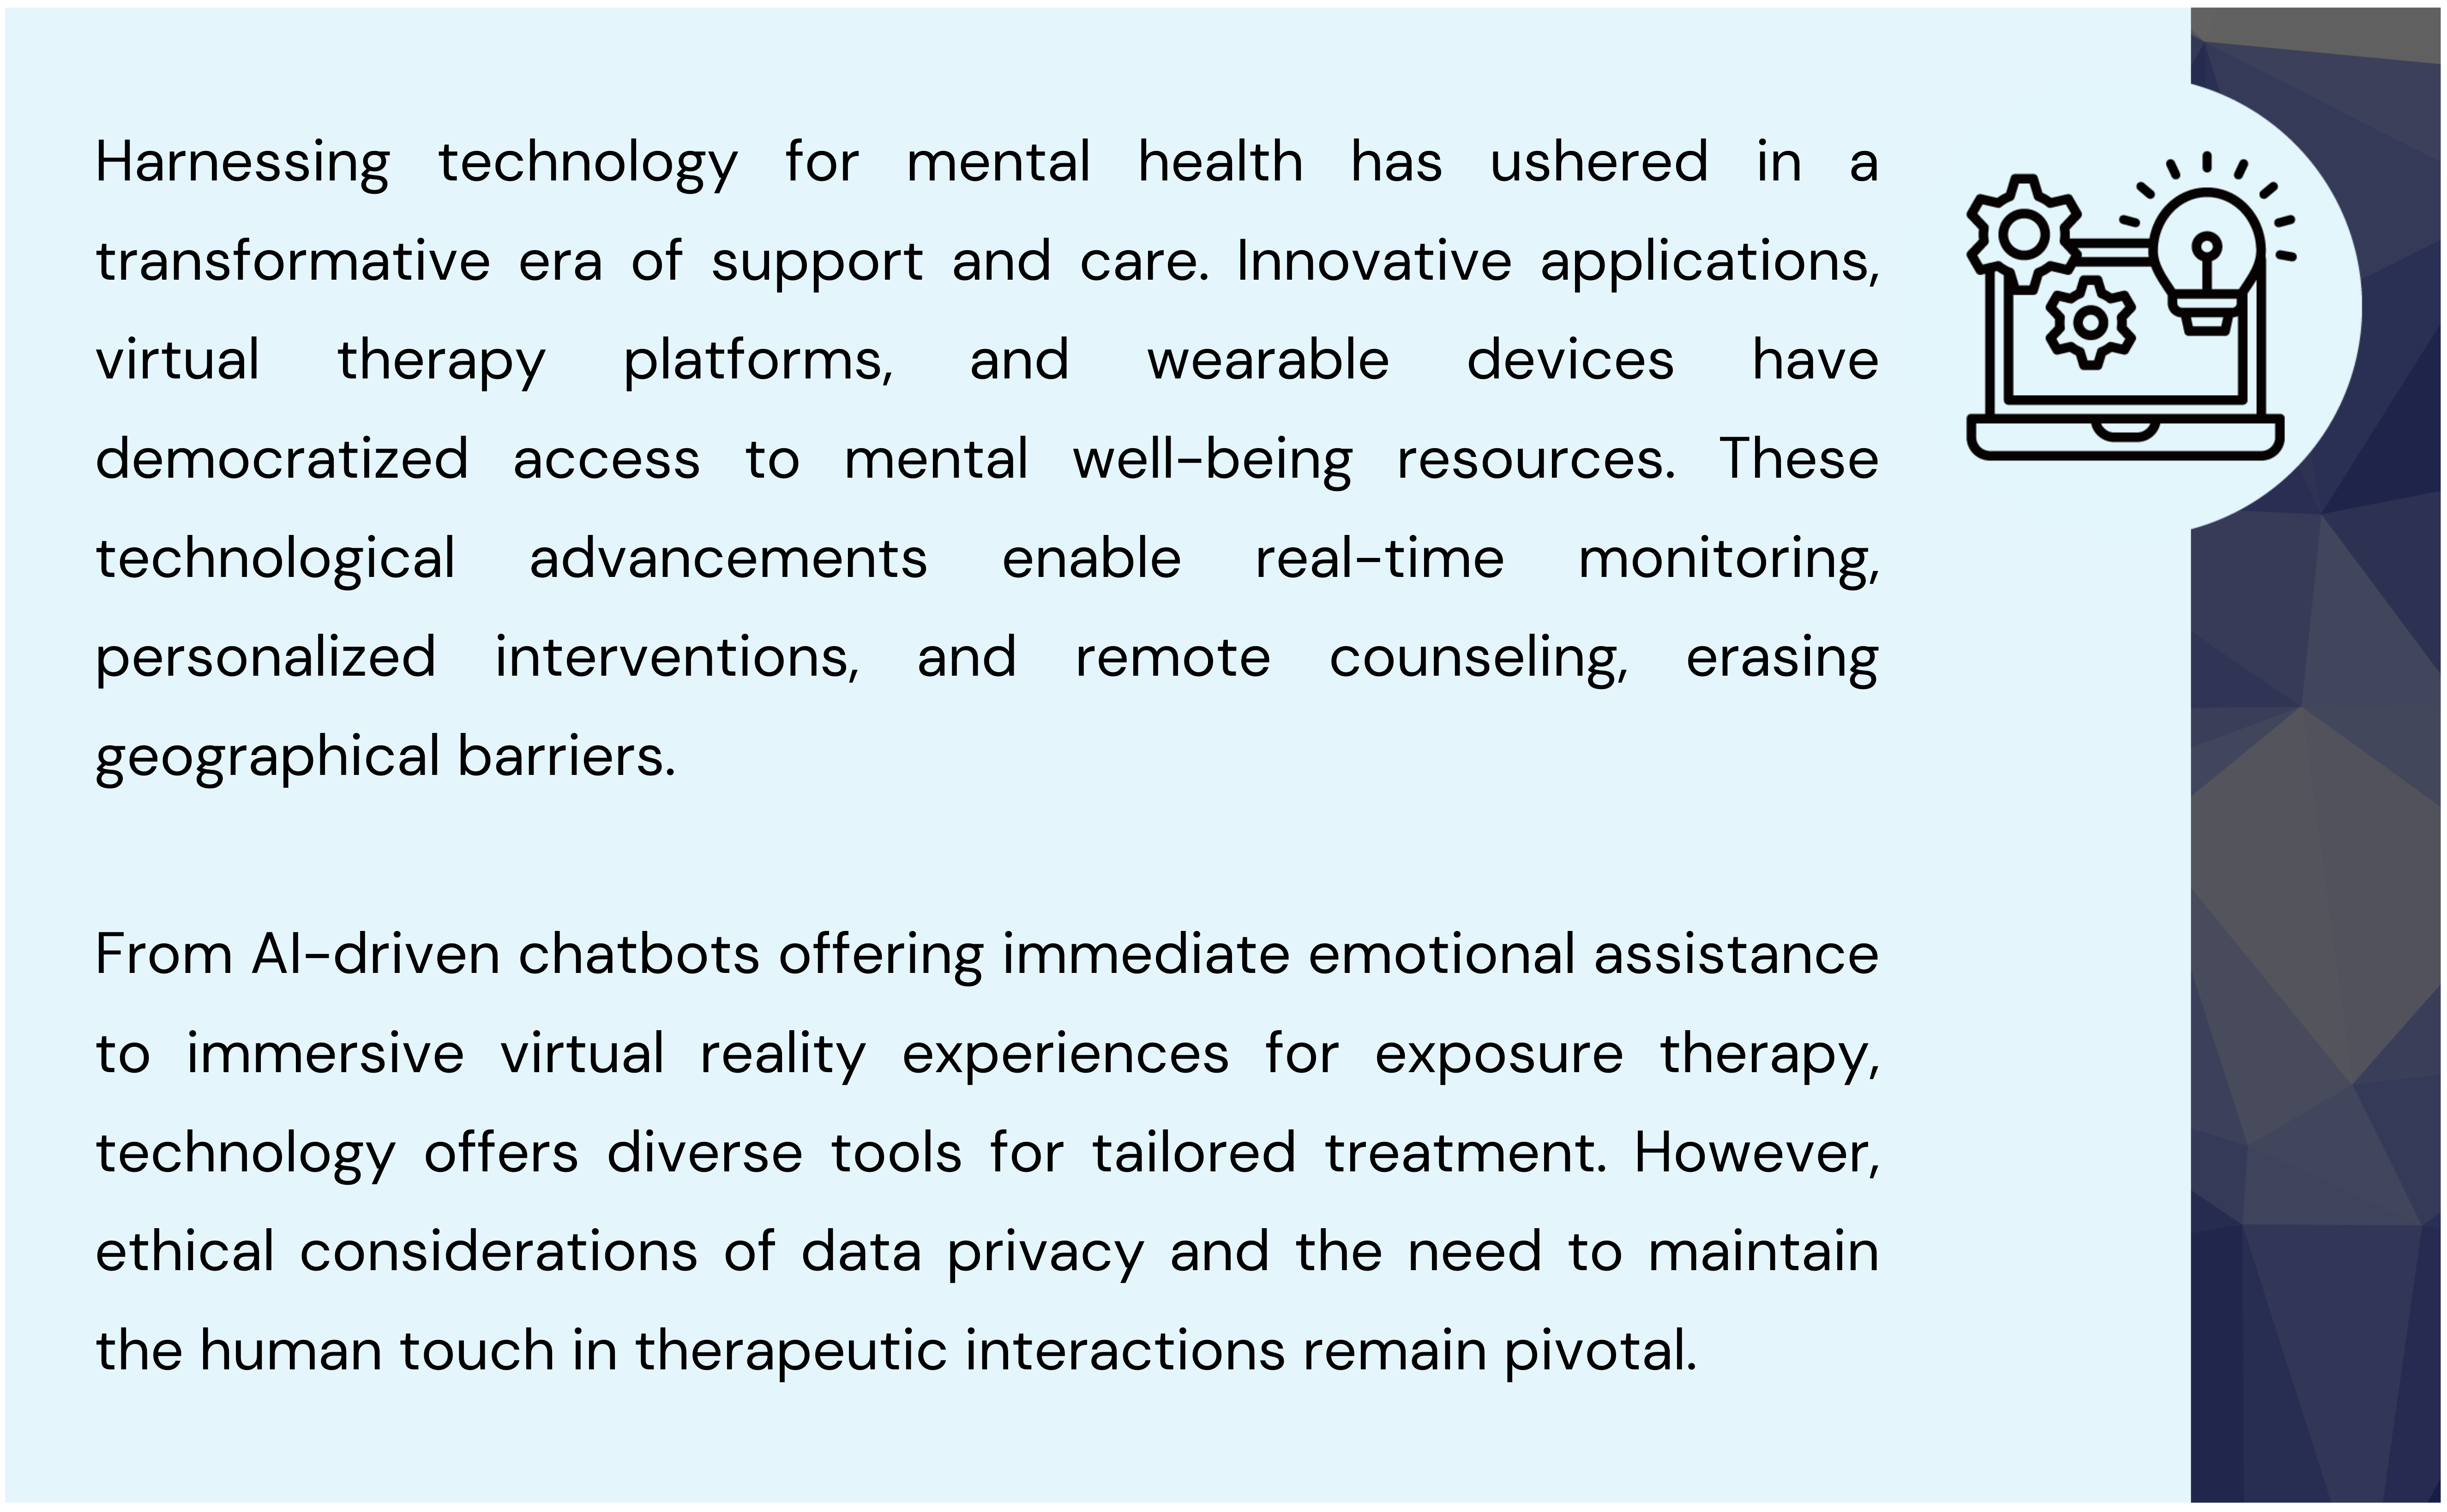 Harnessing technology for mental health has ushered in a
transformative era of support and care. Innovative applications,
virtual therapy platforms, and wearable devices have
democratized access to mental well-being resources. These
technological advancements enable real-time monitoring,
personalized interventions, and remote counseling, erasing
geographical barriers.
From AI-driven chatbots offering immediate emotional assistance
to immersive virtual reality experiences for exposure therapy,
technology offers diverse tools for tailored treatment. However,
ethical considerations of data privacy and the need to maintain
the human touch in therapeutic interactions remain pivotal.